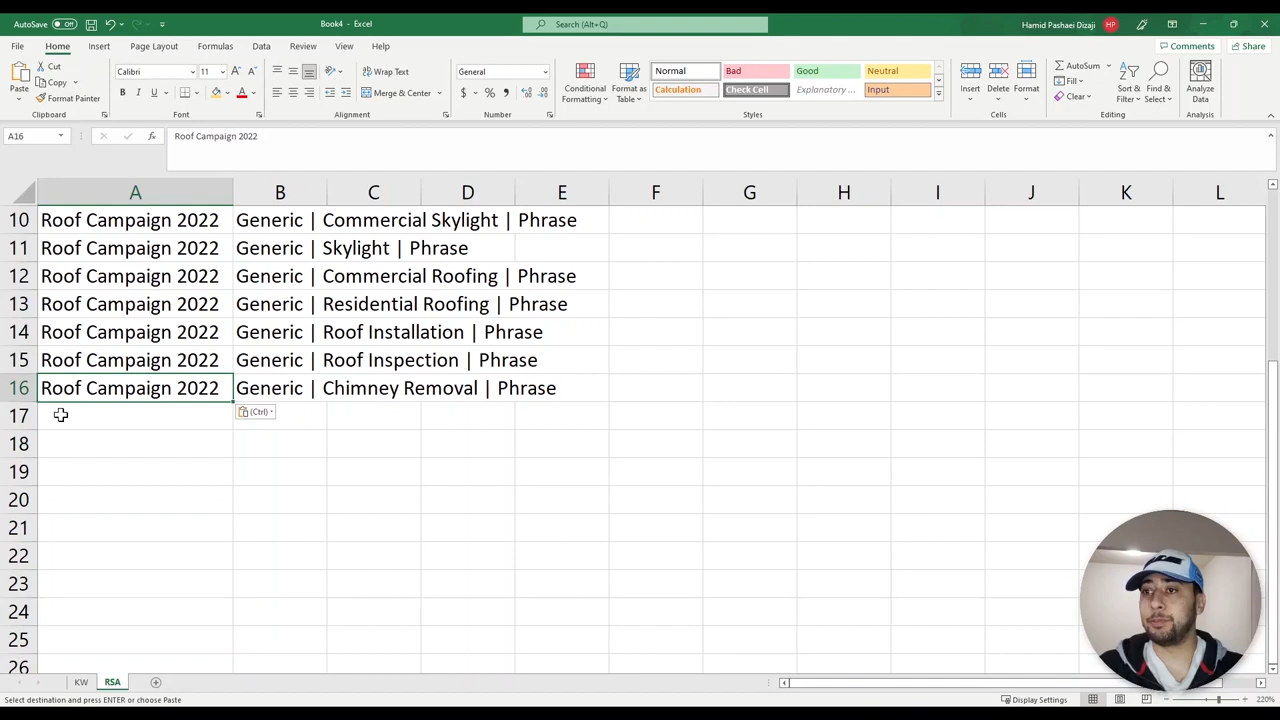 AutoSave Off Book4 - Excel Search (Alt+Q) Hamid Pashaei Dizaji HP
File Home Insert Page Layout Formulas Data Review View Help Comments Share
Paste Cut Copy Format Painter Clipboard
Calibri 11 B I U Font
Wrap Text Merge & Center Alignment
General $ % Number
Conditional Formatting Format as Table
Normal Bad Good Neutral
Calculation Check Cell Explanatory ... Input
Styles
Insert Delete Format Cells
AutoSum Fill Clear Sort & Filter Find & Select Editing
Analyze Data Analysis
A16 fx Roof Campaign 2022
A B C D E F G H I J K L
10 Roof Campaign 2022 Generic | Commercial Skylight | Phrase
11 Roof Campaign 2022 Generic | Skylight | Phrase
12 Roof Campaign 2022 Generic | Commercial Roofing | Phrase
13 Roof Campaign 2022 Generic | Residential Roofing | Phrase
14 Roof Campaign 2022 Generic | Roof Installation | Phrase
15 Roof Campaign 2022 Generic | Roof Inspection | Phrase
16 Roof Campaign 2022 Generic | Chimney Removal | Phrase
17 (Ctrl)
18
19
20
21
22
23
24
25
26
KW RSA
Select destination and press ENTER or choose Paste Display Settings 220%